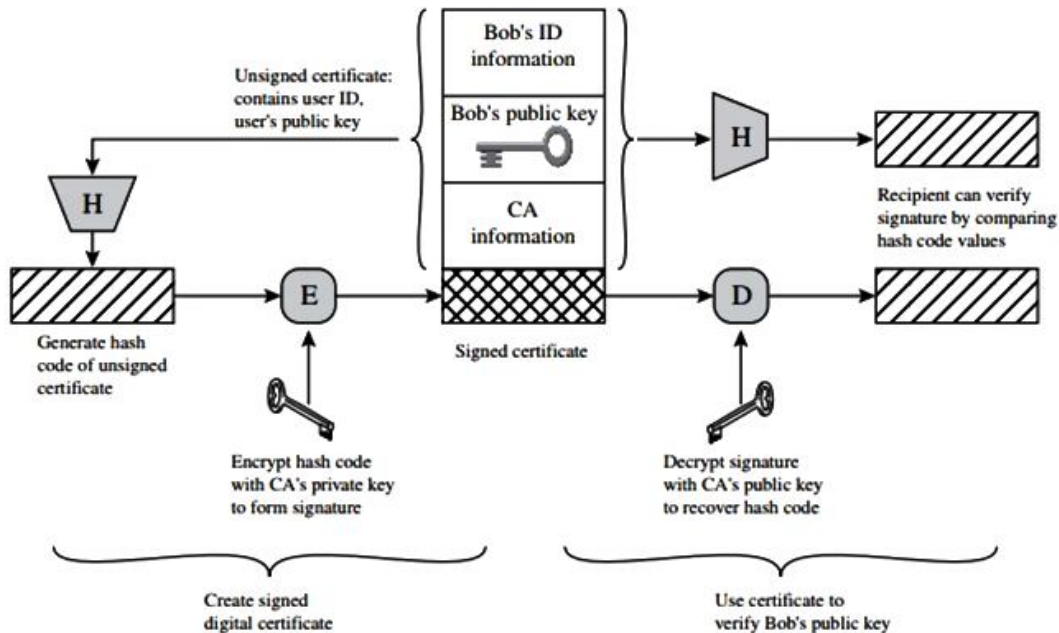 Bob's ID
information
Unsigned certificate:
contains user ID,
user's public key
Bob's public key
H
H
CA
information
Recipient can verify
signature by comparing
hash code values
E
D
Generate hash
code of unsigned
certificate
Signed certificate
Encrypt hash code
with CA's private key
to form signature
Decrypt signature
with CA's public key
to recover hash code
Create signed
digital certificate
Use certificate to
verify Bob's public key